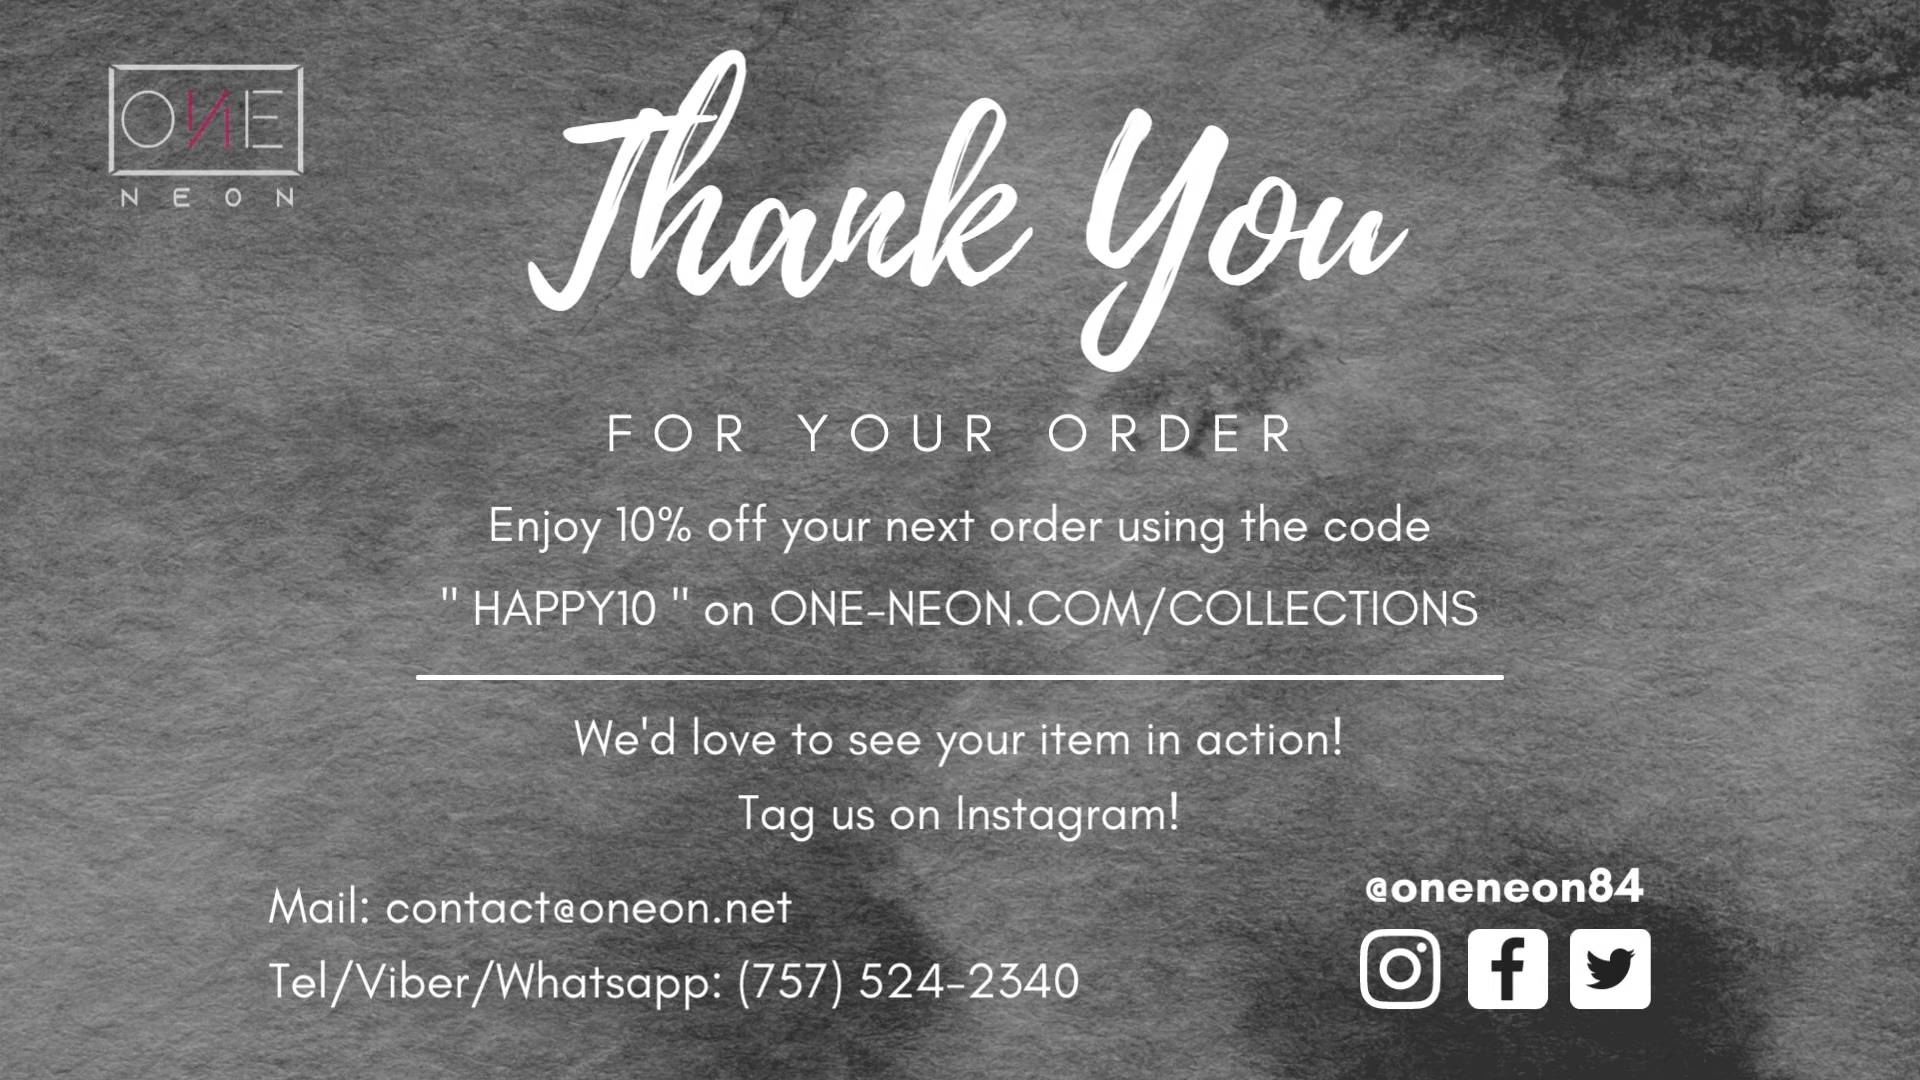 ONE
NEON
Thank You
FOR YOUR ORDER
Enjoy 10% off your next order using the code
" HAPPY10 " on ONE-NEON.COM/COLLECTIONS
We'd love to see your item in action!
Tag us on Instagram!
Mail: contact@oneon.net
Tel/Viber/Whatsapp: (757) 524-2340
@oneneon84